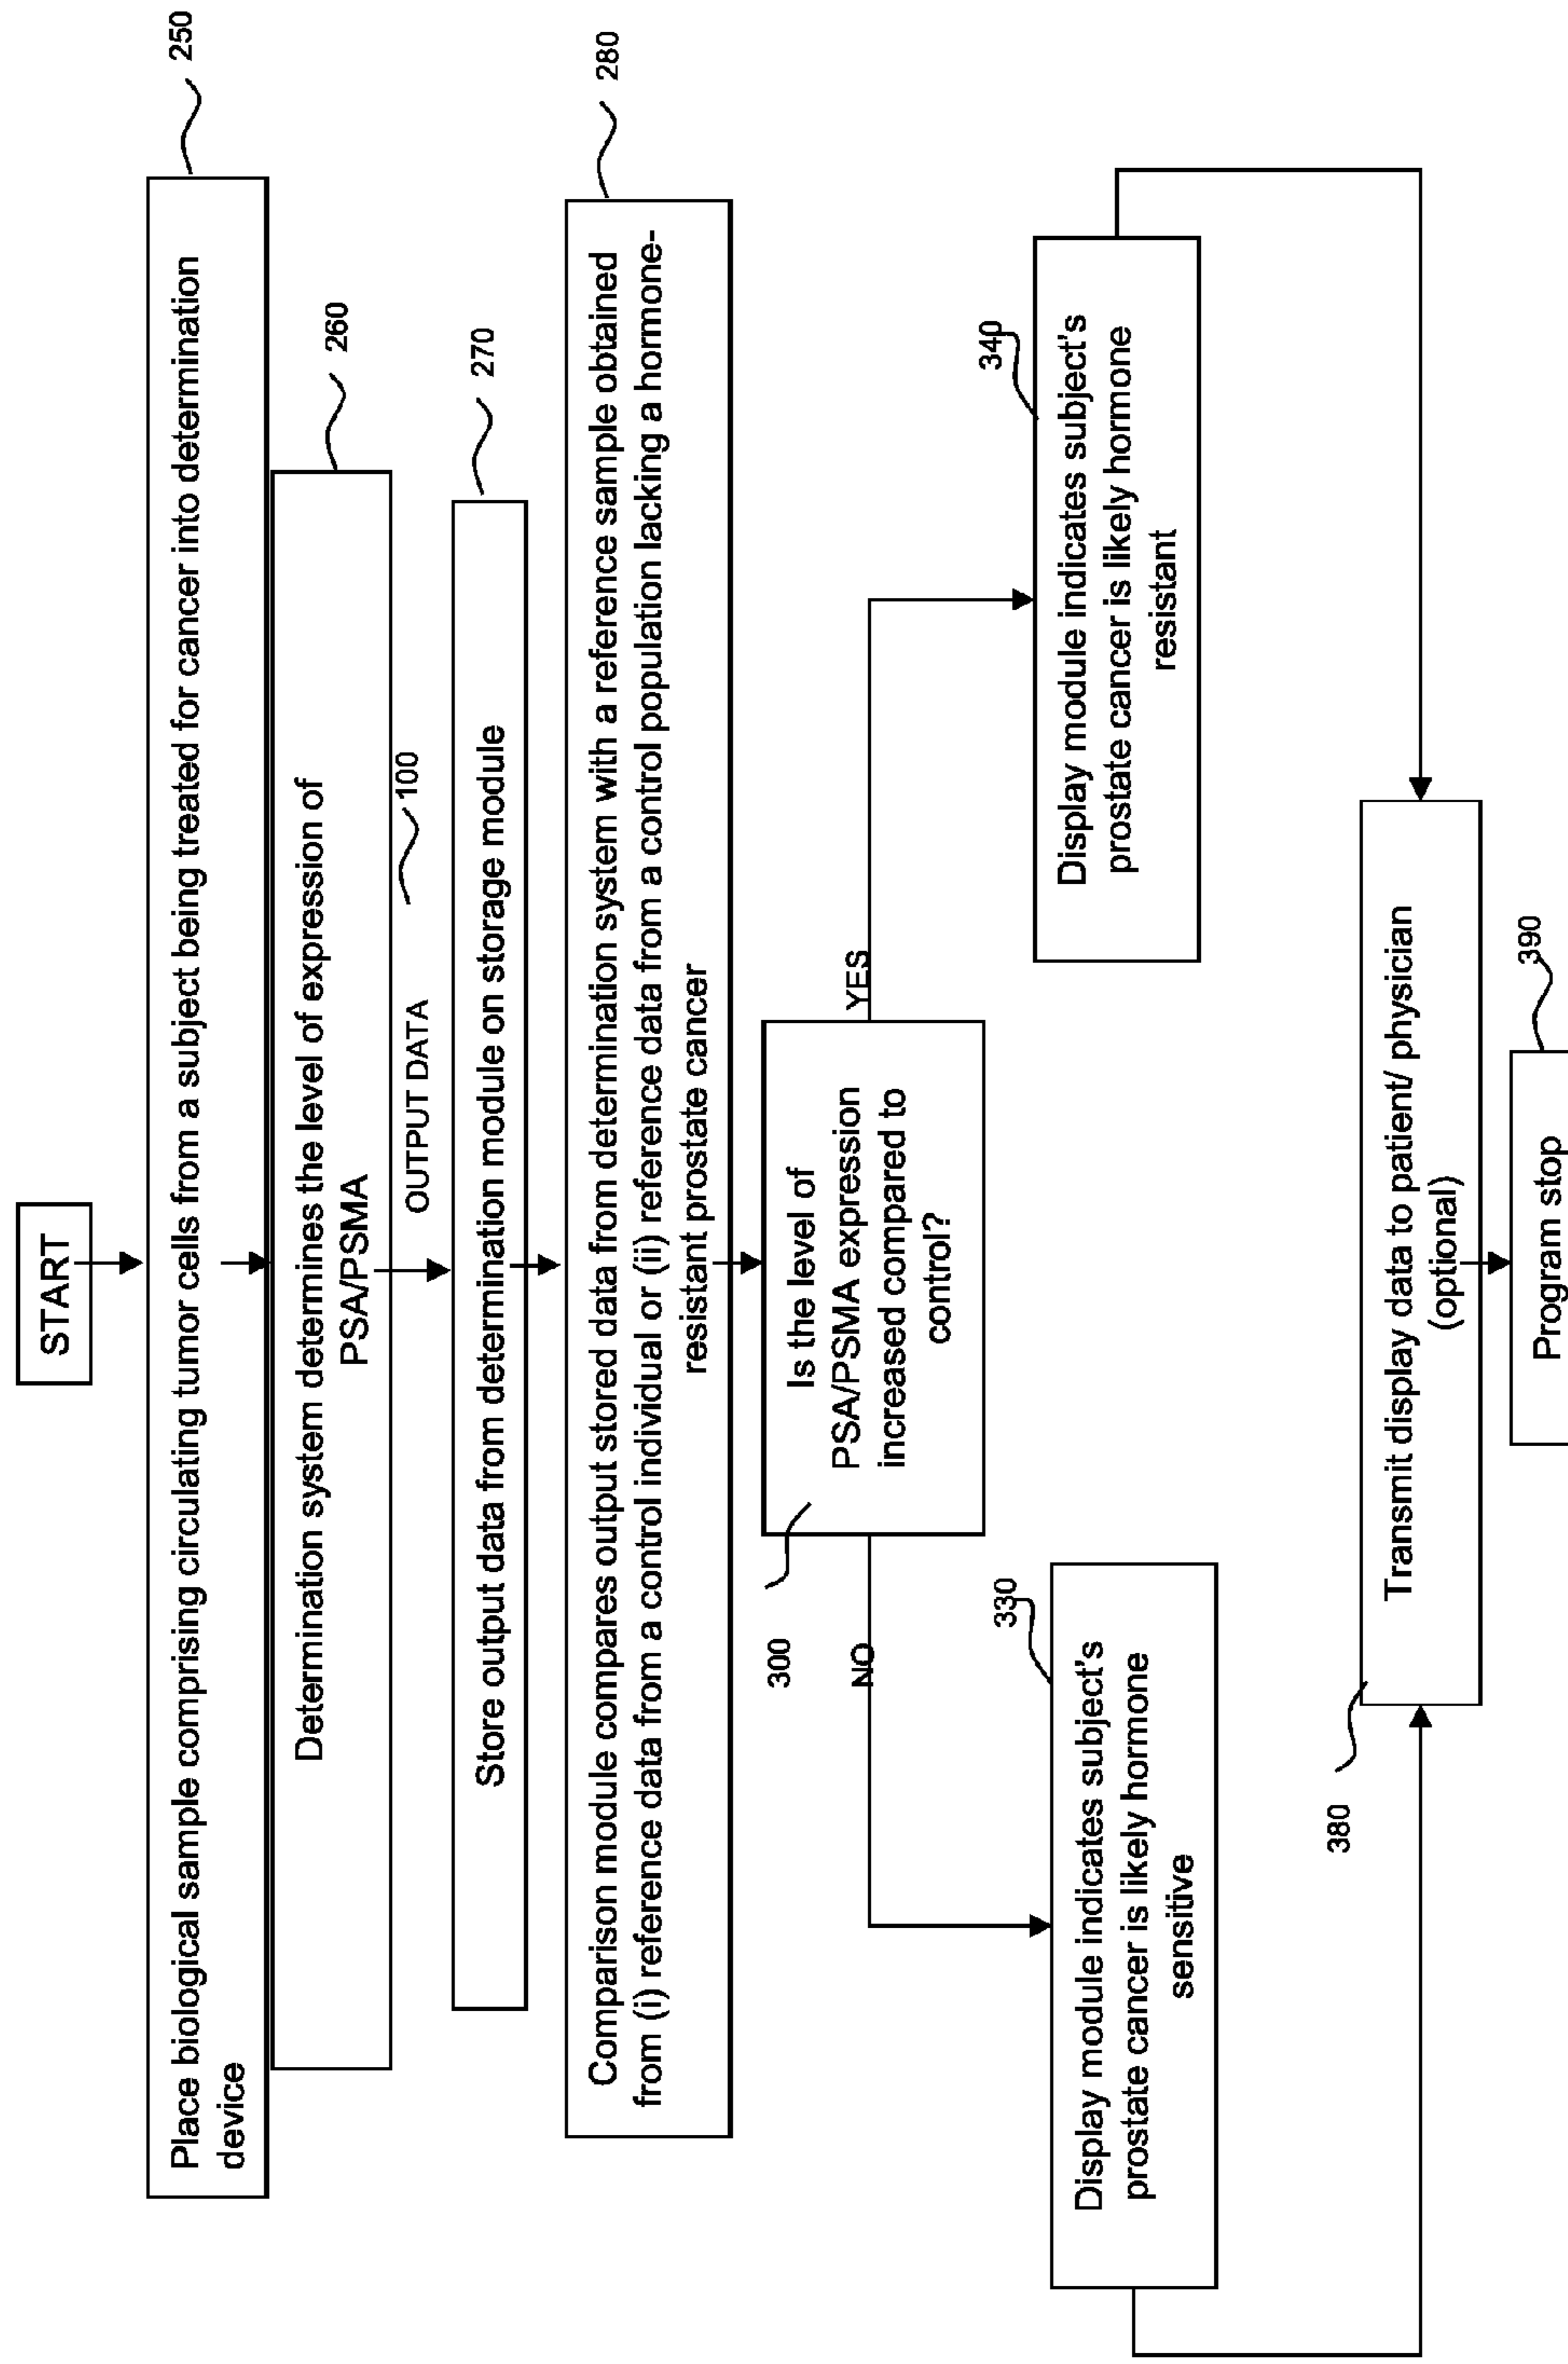 START
250
Place biological sample comprising circulating tumor cells from a subject being treated for cancer into determination
device
260
Determination system determines the level of expression of
PSA/PSMA
OUTPUT DATA
100
270
Store output data from determination module on storage module
280
Comparison module compares output stored data from determination system with a reference sample obtained
from (i) reference data from a control individual or (ii) reference data from a control population lacking a hormone-
resistant prostate cancer
300
Is the level of
PSA/PSMA expression
increased compared to
control?
NO
YES
330
Display module indicates subject's
prostate cancer is likely hormone
sensitive
340
Display module indicates subject's
prostate cancer is likely hormone
resistant
380
Transmit display data to patient/ physician
(optional)
390
Program stop